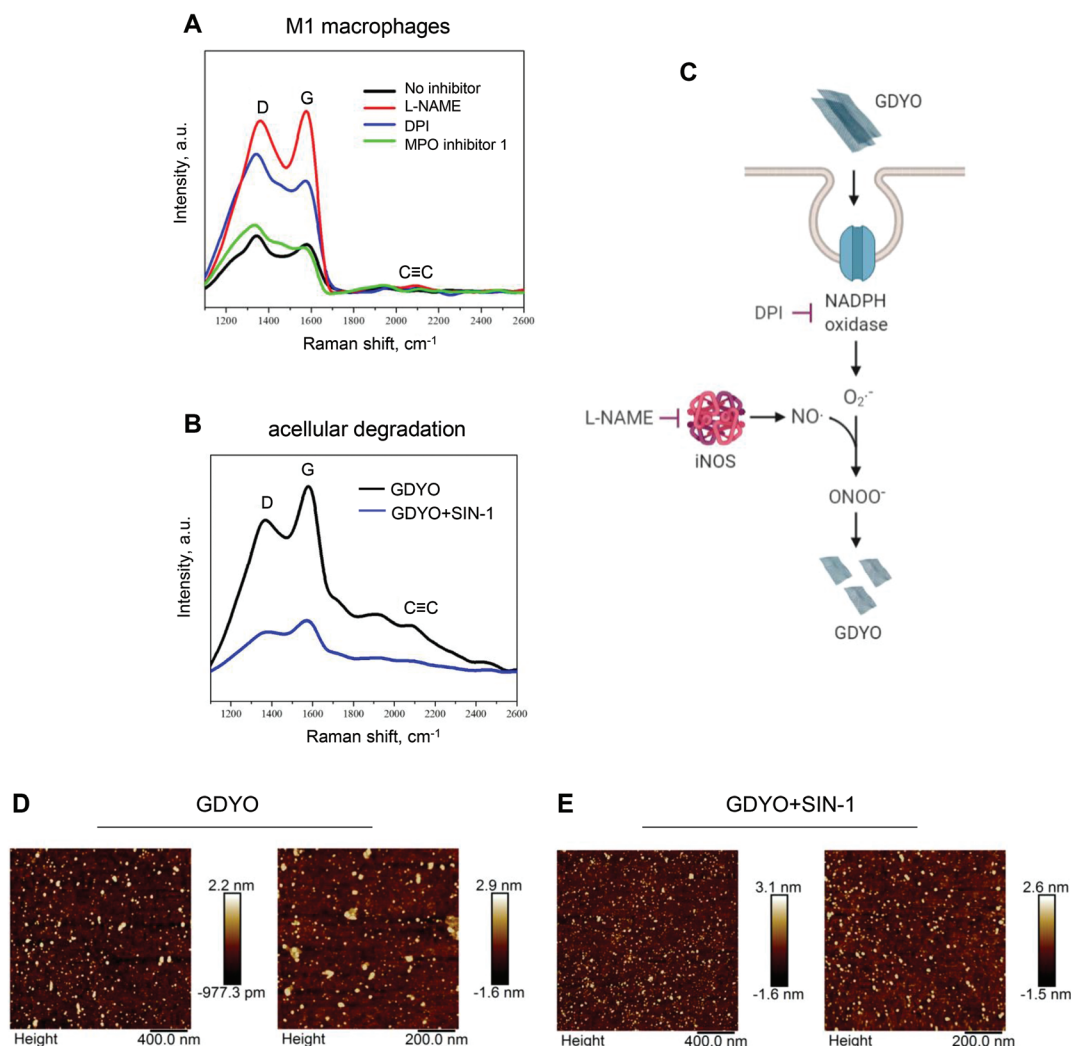 A
M1 macrophages
Intensity, a.u.
D
G
No inhibitor
L-NAME
DPI
MPO inhibitor 1
C≡C
1200 1400 1600 1800 2000 2200 2400 2600
Raman shift, cm-1
B
acellular degradation
Intensity, a.u.
D
G
GDYO
GDYO+SIN-1
C≡C
1200 1400 1600 1800 2000 2200 2400 2600
Raman shift, cm-1
C
GDYO
DPI
NADPH
oxidase
O2·-
L-NAME
iNOS
NO·
ONOO-
GDYO
D
GDYO
2.2 nm
-977.3 pm
Height
400.0 nm
2.9 nm
-1.6 nm
Height
200.0 nm
E
GDYO+SIN-1
3.1 nm
-1.6 nm
Height
400.0 nm
2.6 nm
-1.5 nm
Height
200.0 nm